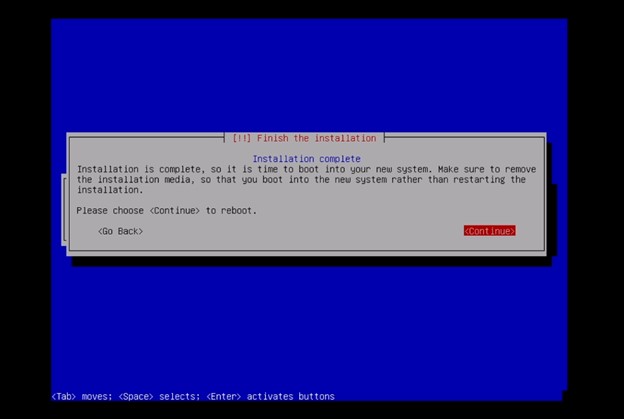 [!!] Finish the installation
Installation complete
Installation is complete, so it is time to boot into your new system. Make sure to remove
the installation media, so that you boot into the new system rather than restarting the
installation.
Please choose <Continue> to reboot.
<Go Back> <Continue>
<Tab> moves; <Space> selects; <Enter> activates buttons